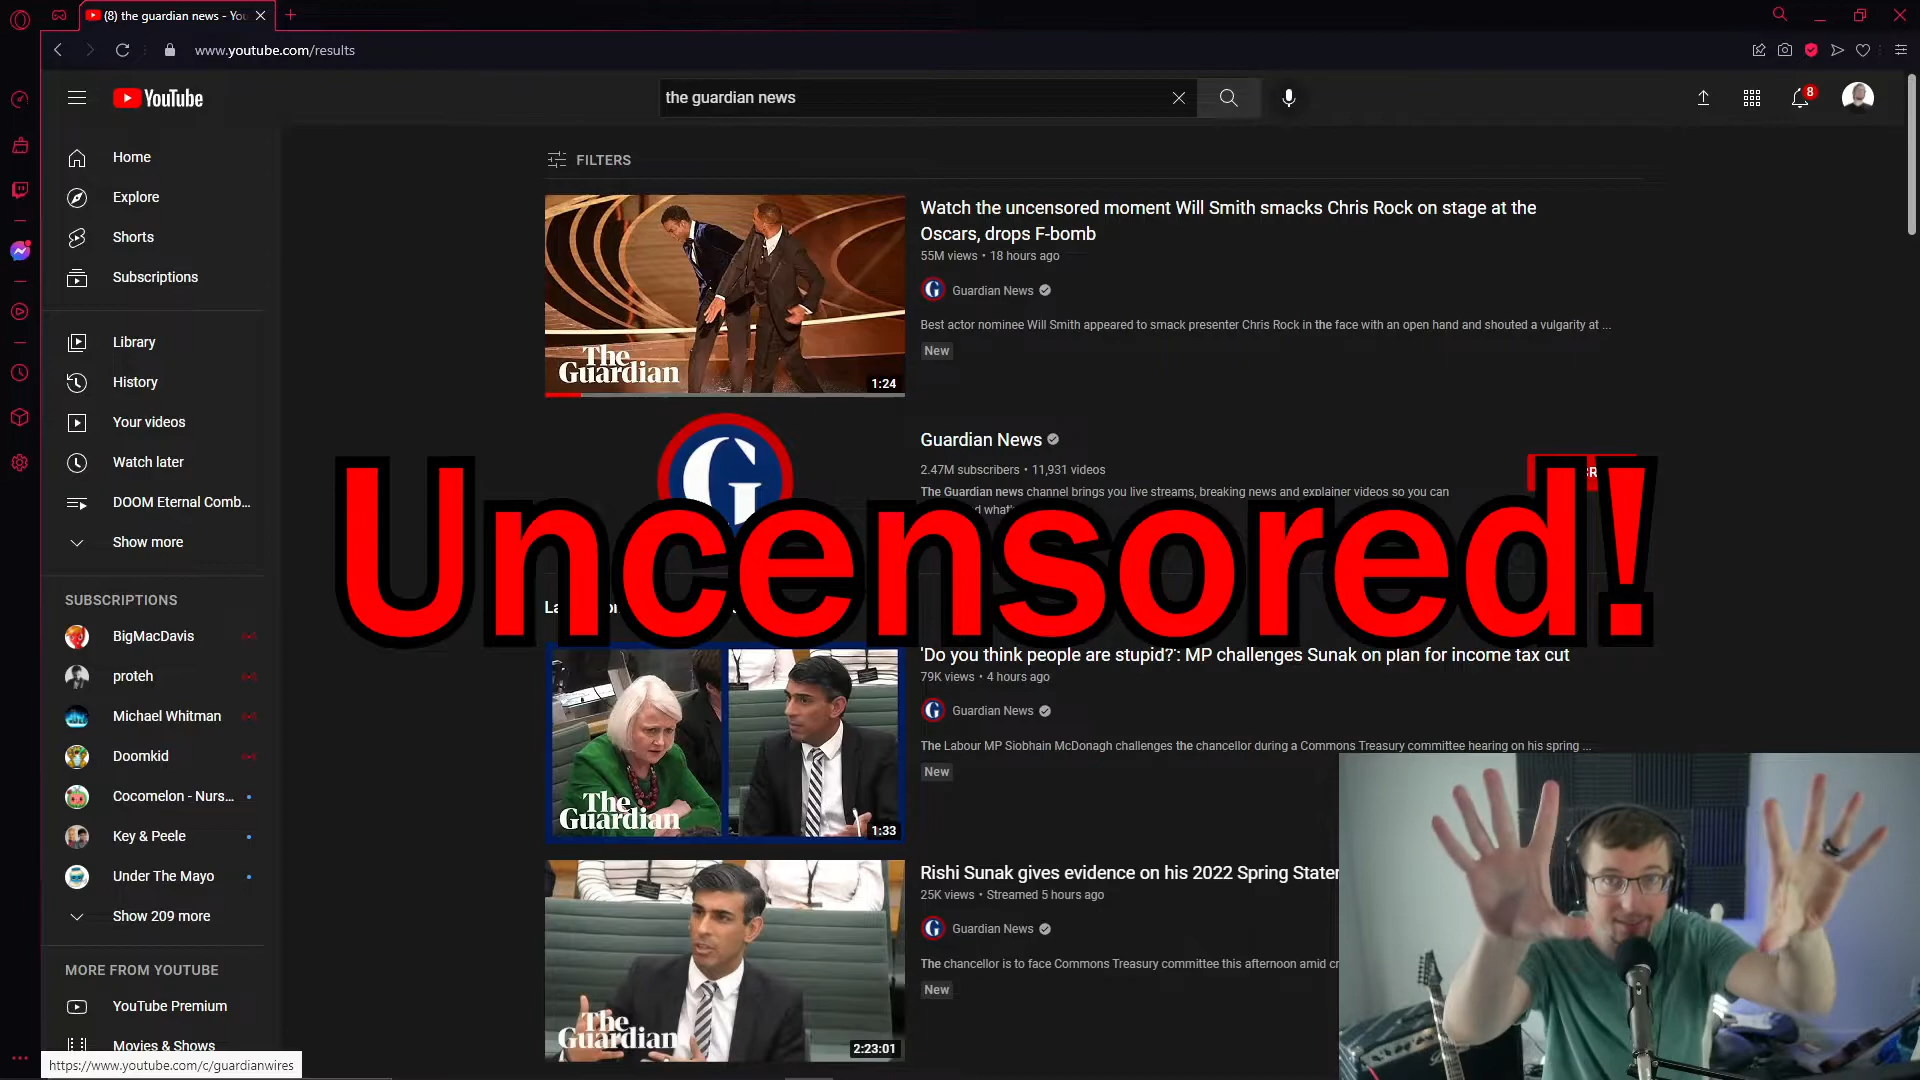 (8) the guardian news - You
www.youtube.com/results
YouTube
the guardian news
8
Home
Explore
Shorts
Subscriptions
Library
History
Your videos
Watch later
DOOM Eternal Comb...
Show more
SUBSCRIPTIONS
BigMacDavis
proteh
Michael Whitman
Doomkid
Cocomelon - Nurs...
Key & Peele
Under The Mayo
Show 209 more
MORE FROM YOUTUBE
YouTube Premium
Movies & Shows
https://www.youtube.com/c/guardianwires
FILTERS
The
Guardian
1:24
Watch the uncensored moment Will Smith smacks Chris Rock on stage at the
Oscars, drops F-bomb
55M views • 18 hours ago
G Guardian News
Best actor nominee Will Smith appeared to smack presenter Chris Rock in the face with an open hand and shouted a vulgarity at ...
New
G
Guardian News
2.47M subscribers • 11,931 videos
The Guardian news channel brings you live streams, breaking news and explainer videos so you can
Uncensored!
The
Guardian
1:33
'Do you think people are stupid?': MP challenges Sunak on plan for income tax cut
79K views • 4 hours ago
G Guardian News
The Labour MP Siobhain McDonagh challenges the chancellor during a Commons Treasury committee hearing on his spring ...
New
The
Guardian
2:23:01
Rishi Sunak gives evidence on his 2022 Spring Stater
25K views • Streamed 5 hours ago
G Guardian News
The chancellor is to face Commons Treasury committee this afternoon amid cr
New